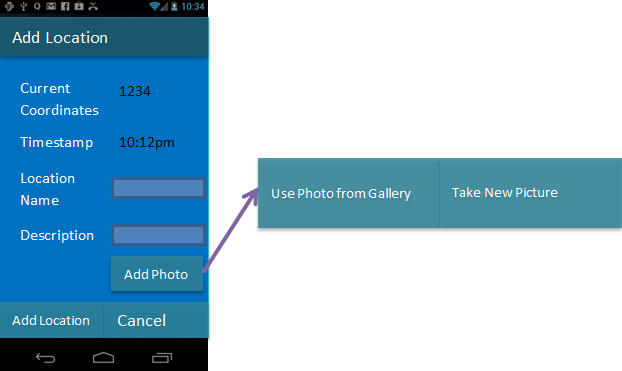 10:34
Add Location
Current
Coordinates
1234
Timestamp
10:12pm
Location
Name
Description
Add Photo
Add Location
Cancel
Use Photo from Gallery
Take New Picture